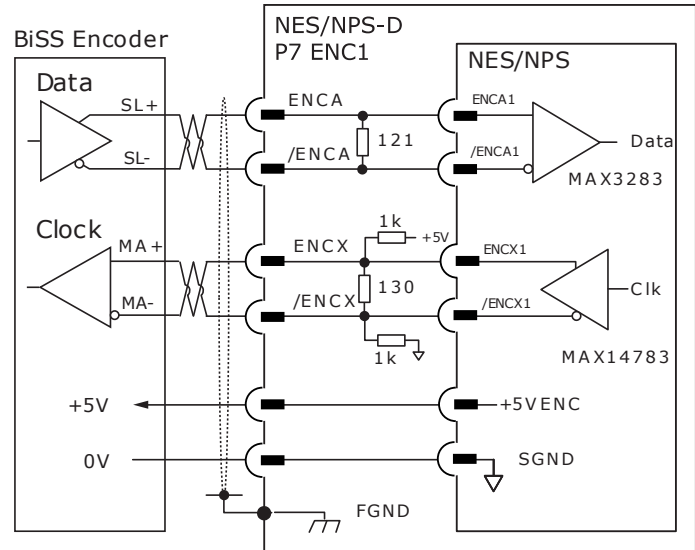 NES/NPS-D
P7 ENC1
BiSS Encoder
NES/NPS
Data
SL+
ENCA
ENCA1
121
Data
SL-
/ENCA
/ENCA1
MAX3283
Clock
1k
+5V
MA+
ENCX
ENCX1
130
Clk
MA-
/ENCX
/ENCX1
1k
MAX14783
+5V
+5VENC
0V
SGND
FGND